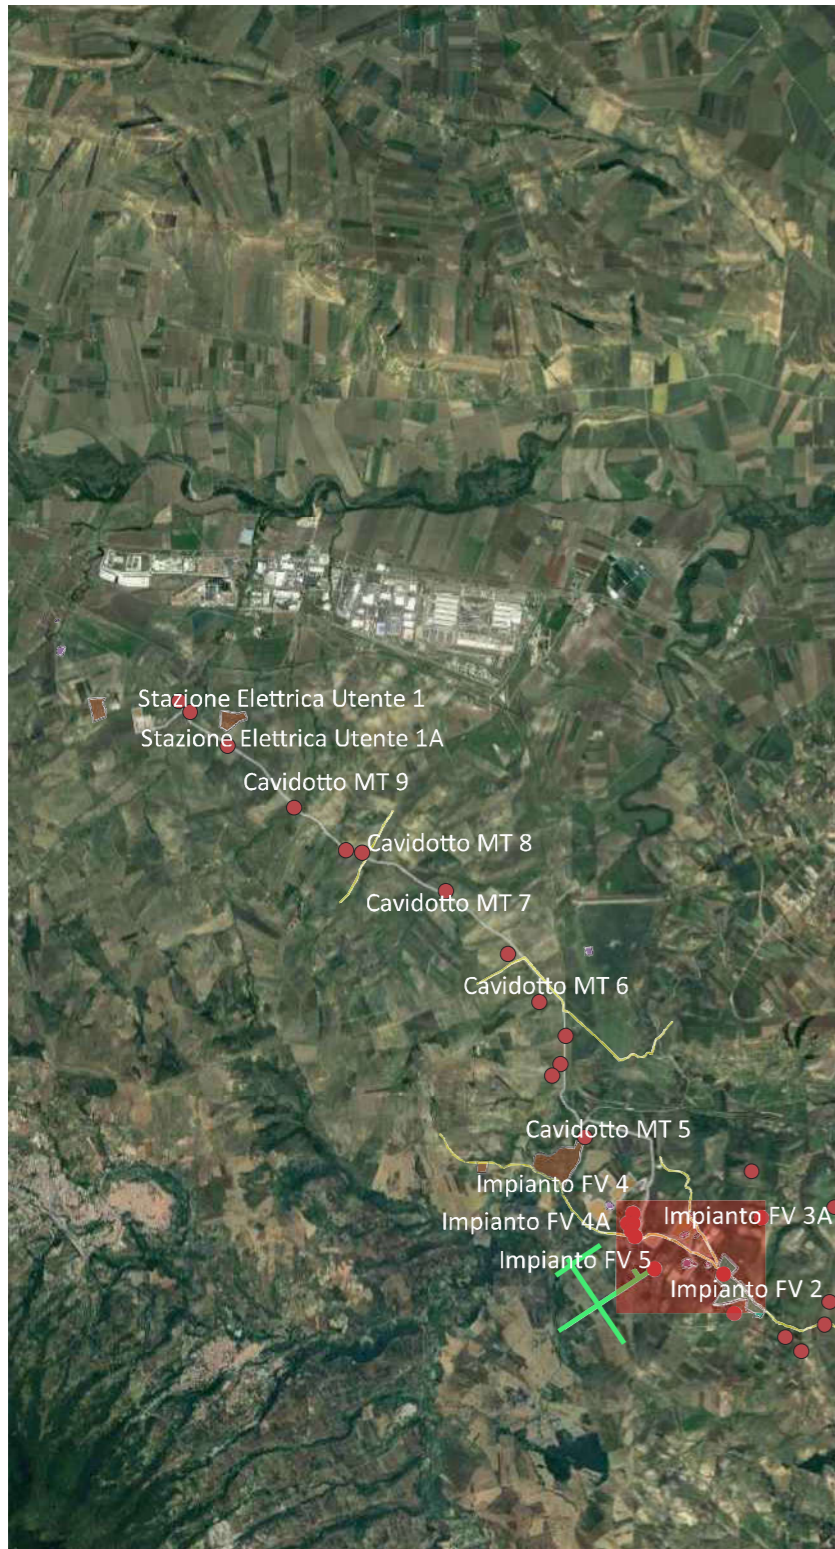 Stazione Elettrica Utente 1
Stazione Elettrica Utente 1A
Cavidotto MT 9
Cavidotto MT 8
Cavidotto MT 7
Cavidotto MT 6
Cavidotto MT 5
Impianto FV 4
Impianto FV 4A
Impianto FV 3A
Impianto FV 5
Impianto FV 2